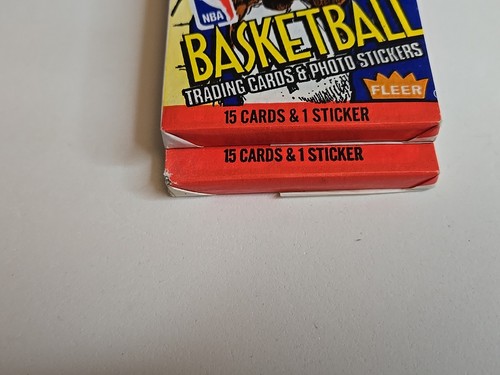 NBA
BASKETBALL
TRADING CARDS & PHOTO STICKERS
FLEER
15 CARDS & 1 STICKER
15 CARDS & 1 STICKER